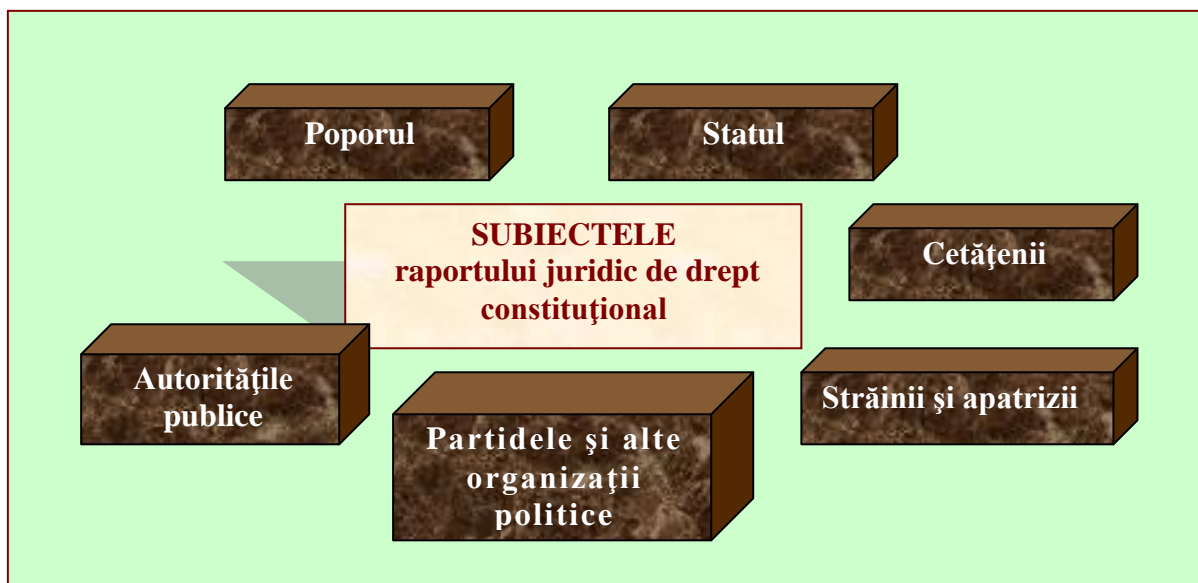 Poporul
Statul
SUBIECTELE
raportului juridic de drept
constituţional
Cetăţenii
Autorităţile
publice
Partidele şi alte
organizaţii
politice
Străinii şi apatrizii